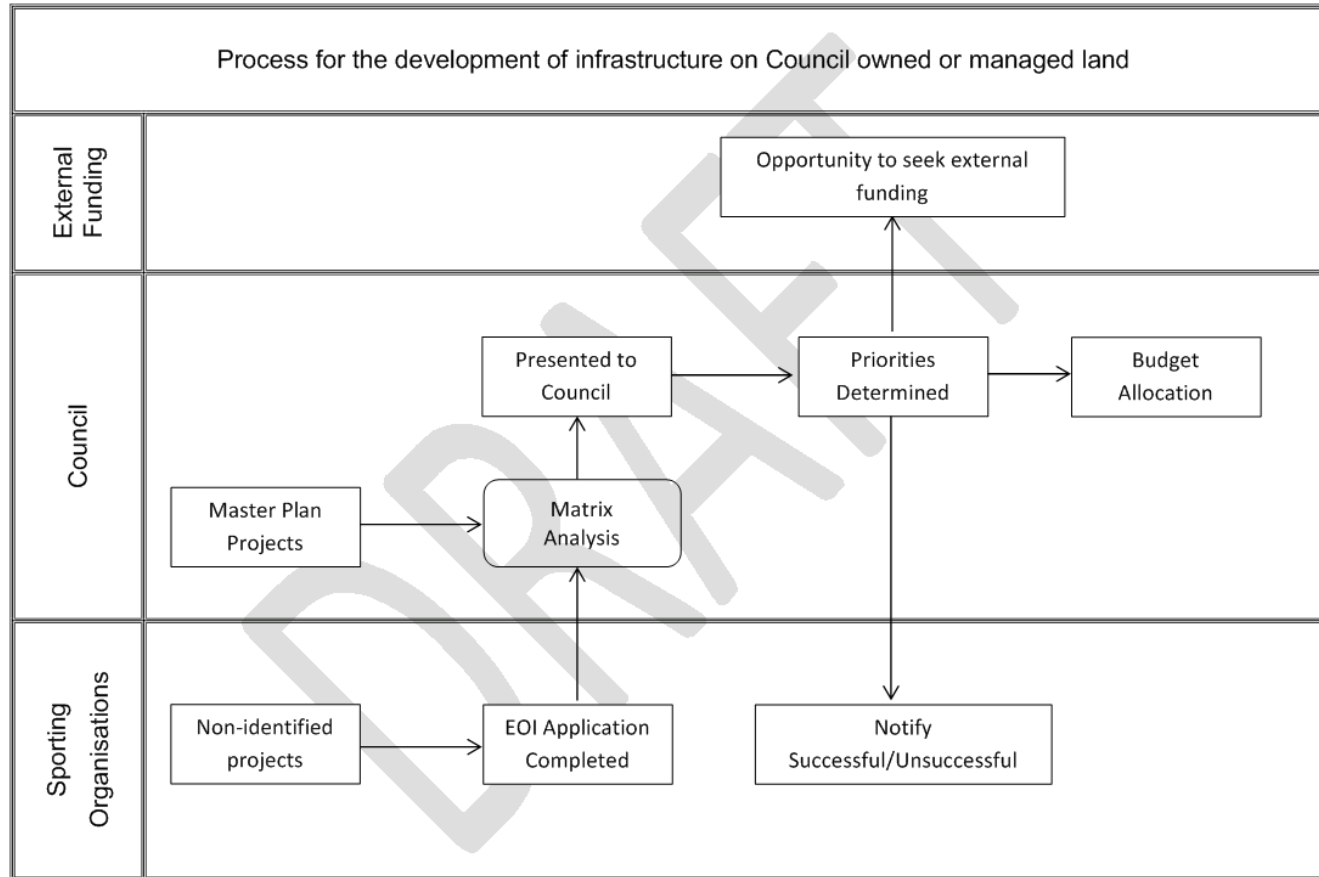 Process for the development of infrastructure on Council owned or managed land
External
Funding
Opportunity to seek external
funding
Council
Presented to
Council
Priorities
Determined
Budget
Allocation
Master Plan
Projects
Matrix
Analysis
Sporting
Organisations
Non-identified
projects
EOI Application
Completed
Notify
Successful/Unsuccessful
DRAFT